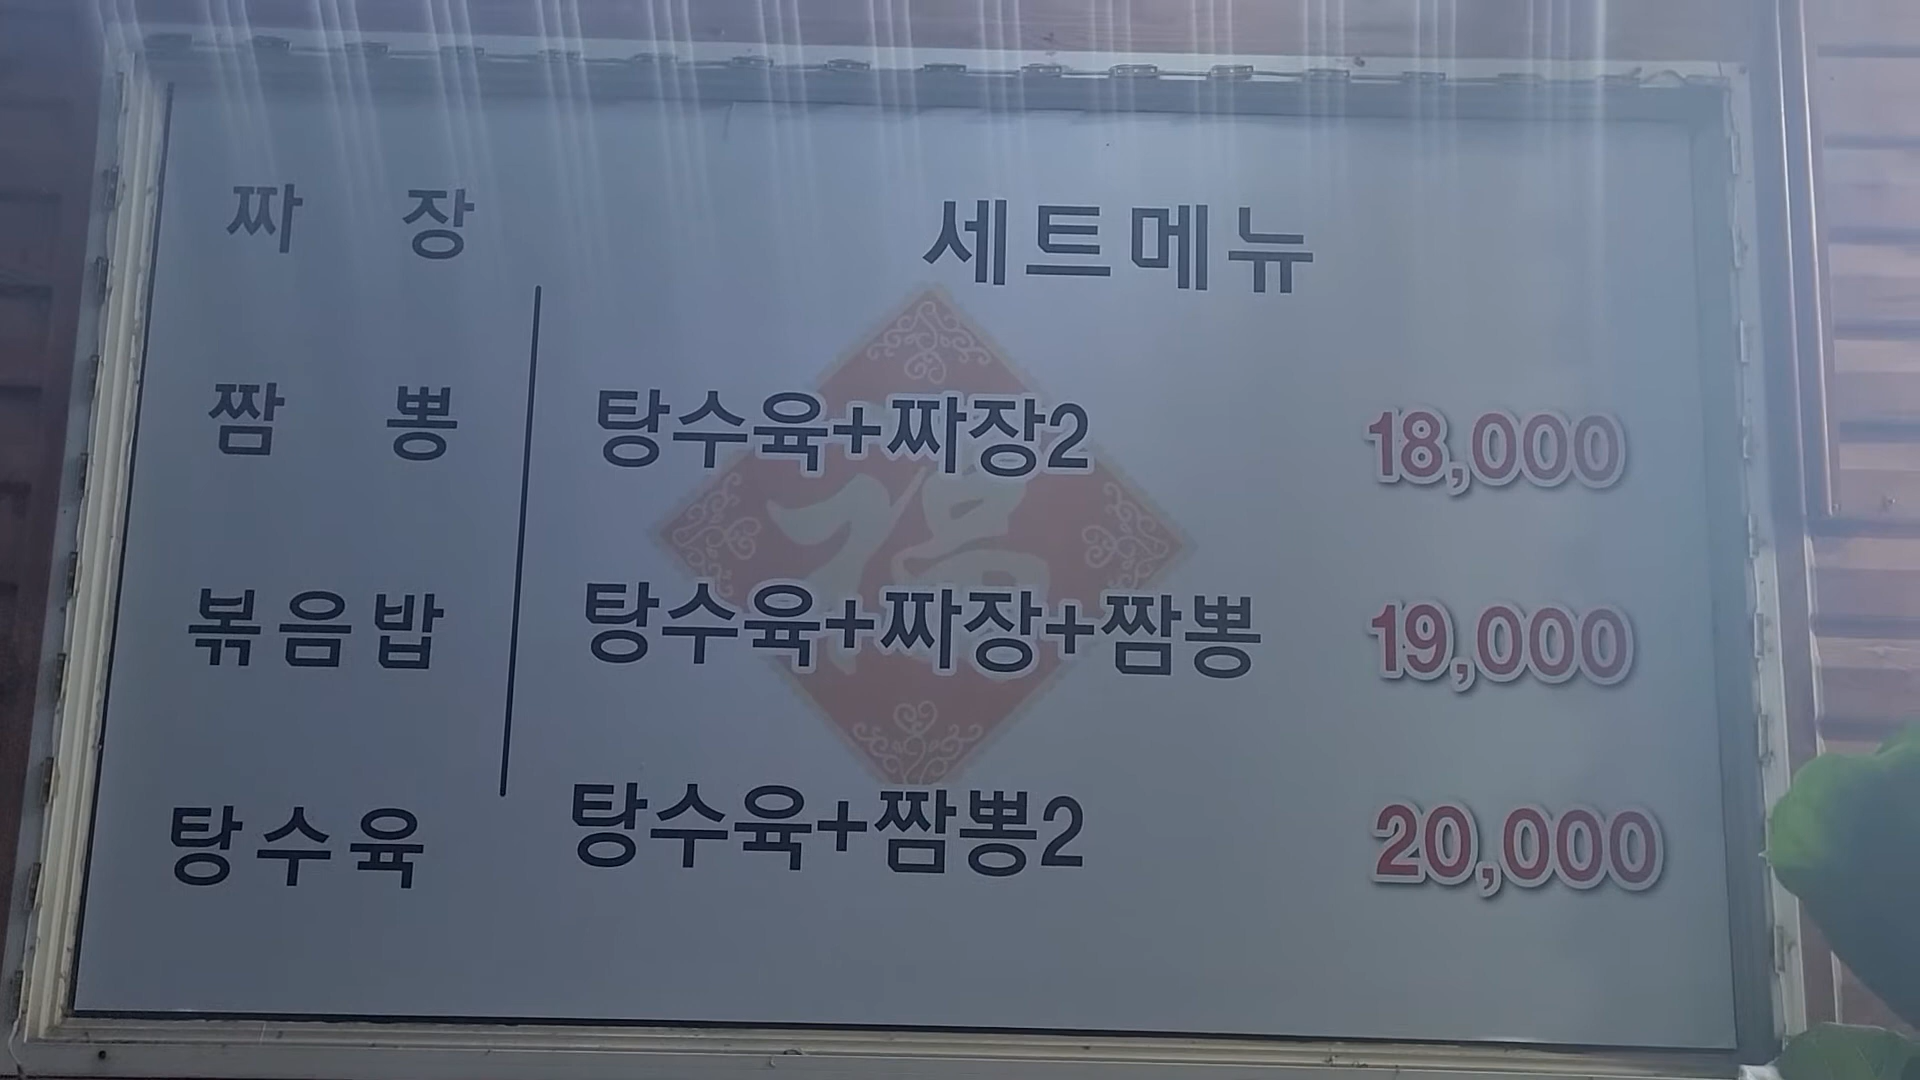 짜장
짬뽕
볶음밥
탕수육
세트메뉴
탕수육+짜장2 18,000
탕수육+짜장+짬뽕 19,000
탕수육+짬뽕2 20,000
福